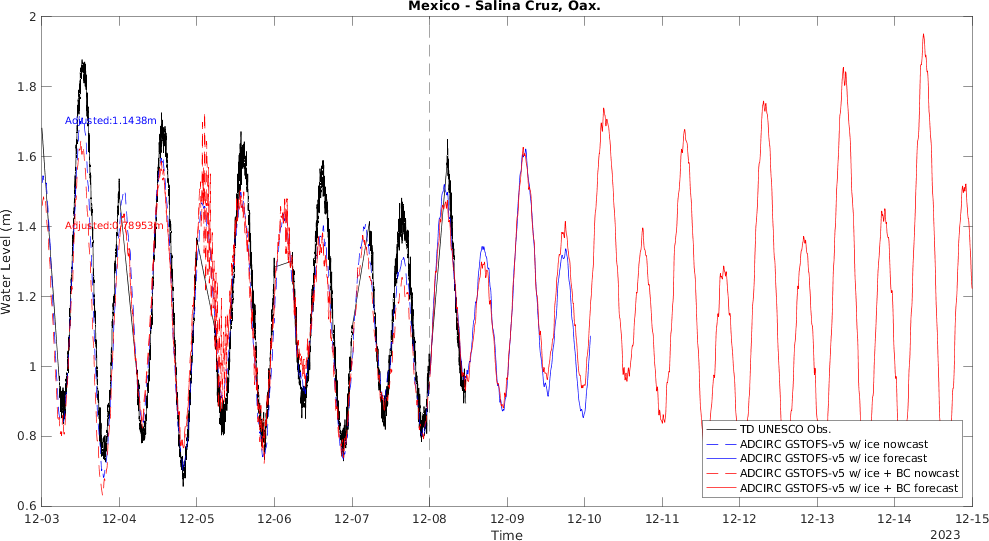 Mexico - Salina Cruz, Oax.
2
1.8
1.6
1.4
1.2
1
0.8
0.6
Water Level (m)
Adjusted:1.1438m
Adjusted:0.78953m
TD UNESCO Obs.
ADCIRC GSTOFS-v5 w/ ice nowcast
ADCIRC GSTOFS-v5 w/ ice forecast
ADCIRC GSTOFS-v5 w/ ice + BC nowcast
ADCIRC GSTOFS-v5 w/ ice + BC forecast
12-03 12-04 12-05 12-06 12-07 12-08 12-09 12-10 12-11 12-12 12-13 12-14 12-15
Time
2023